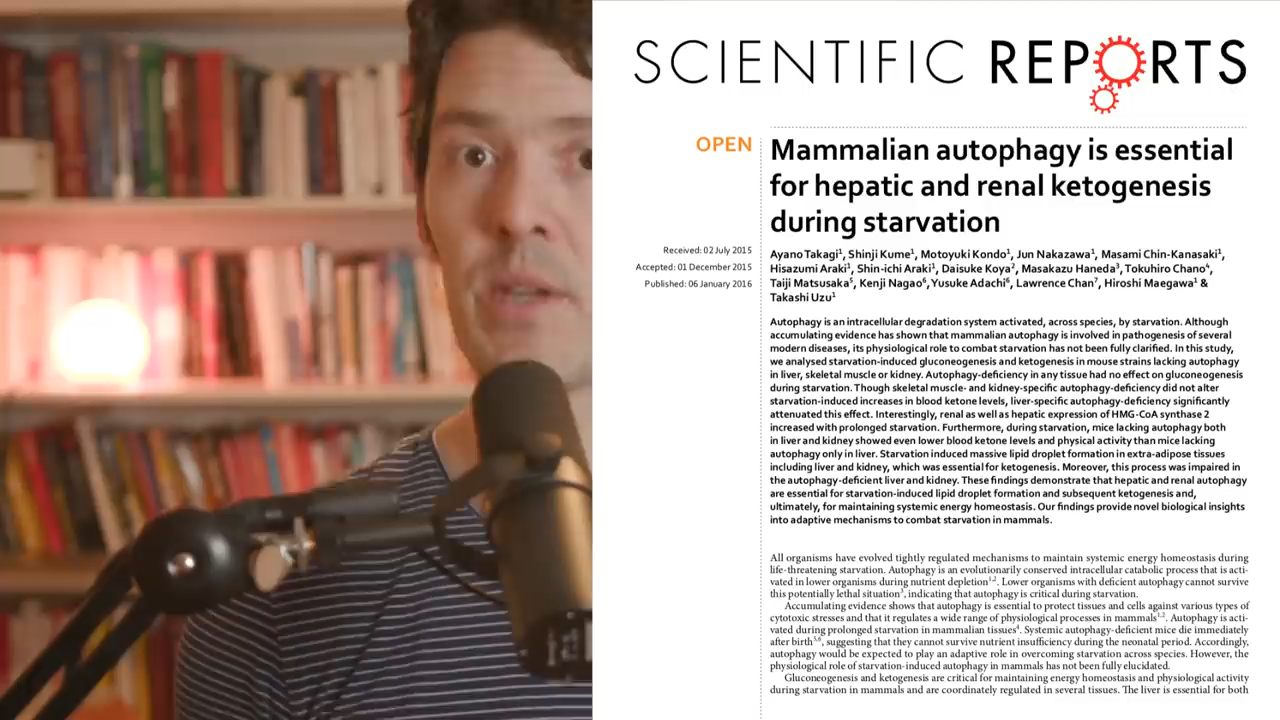 SCIENTIFIC REPORTS
OPEN
Mammalian autophagy is essential
for hepatic and renal ketogenesis
during starvation
Received: 02 July 2015
Accepted: 01 December 2015
Published: 06 January 2016
Ayano Takagi¹, Shinji Kume¹, Motoyuki Kondo¹, Jun Nakazawa¹, Masami Chin-Kanasaki¹,
Hisazumi Araki¹, Shin-ichi Araki¹, Daisuke Koya², Masakazu Haneda³, Tokuhiro Chano⁴,
Taiji Matsusaka⁵, Kenji Nagao⁶, Yusuke Adachi⁶, Lawrence Chan⁷, Hiroshi Maegawa¹ &
Takashi Uzu¹
Autophagy is an intracellular degradation system activated, across species, by starvation. Although
accumulating evidence has shown that mammalian autophagy is involved in pathogenesis of several
modern diseases, its physiological role to combat starvation has not been fully clarified. In this study,
we analysed starvation-induced gluconeogenesis and ketogenesis in mouse strains lacking autophagy
in liver, skeletal muscle or kidney. Autophagy-deficiency in any tissue had no effect on gluconeogenesis
during starvation. Though skeletal muscle- and kidney-specific autophagy-deficiency did not alter
starvation-induced increases in blood ketone levels, liver-specific autophagy-deficiency significantly
attenuated this effect. Interestingly, renal as well as hepatic expression of HMG-CoA synthase 2
increased with prolonged starvation. Furthermore, during starvation, mice lacking autophagy both
in liver and kidney showed even lower blood ketone levels and physical activity than mice lacking
autophagy only in liver. Starvation induced massive lipid droplet formation in extra-adipose tissues
including liver and kidney, which was essential for ketogenesis. Moreover, this process was impaired in
the autophagy-deficient liver and kidney. These findings demonstrate that hepatic and renal autophagy
are essential for starvation-induced lipid droplet formation and subsequent ketogenesis and,
ultimately, for maintaining systemic energy homeostasis. Our findings provide novel biological insights
into adaptive mechanisms to combat starvation in mammals.
All organisms have evolved tightly regulated mechanisms to maintain systemic energy homeostasis during
life-threatening starvation. Autophagy is an evolutionarily conserved intracellular catabolic process that is acti-
vated in lower organisms during nutrient depletion¹,². Lower organisms with deficient autophagy cannot survive
this potentially lethal situation³, indicating that autophagy is critical during starvation.
Accumulating evidence shows that autophagy is essential to protect tissues and cells against various types of
cytotoxic stresses and that it regulates a wide range of physiological processes in mammals¹,². Autophagy is acti-
vated during prolonged starvation in mammalian tissues⁴. Systemic autophagy-deficient mice die immediately
after birth⁵,⁶, suggesting that they cannot survive nutrient insufficiency during the neonatal period. Accordingly,
autophagy would be expected to play an adaptive role in overcoming starvation across species. However, the
physiological role of starvation-induced autophagy in mammals has not been fully elucidated.
Gluconeogenesis and ketogenesis are critical for maintaining energy homeostasis and physiological activity
during starvation in mammals and are coordinately regulated in several tissues. The liver is essential for both